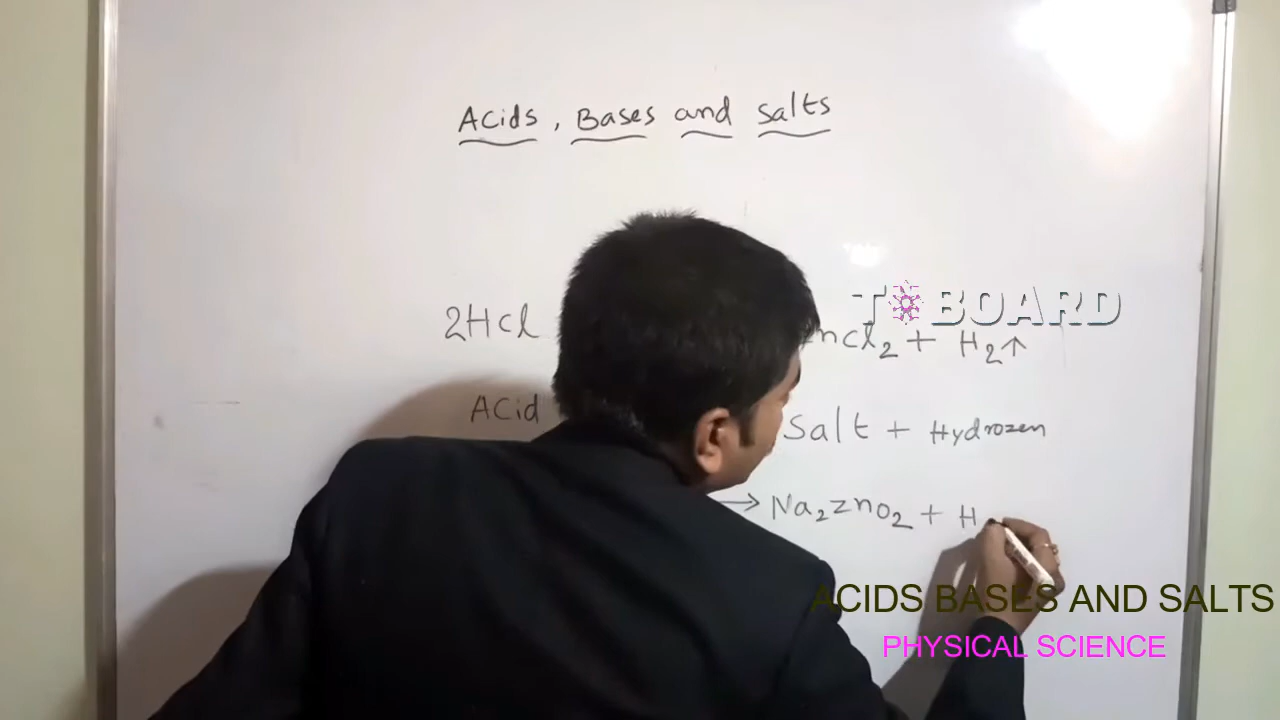 Acids, Bases and salts
T BOARD
2HCl ncl2 + H2↑
Acid salt + Hydrozen
→ Na2znO2 + H
ACIDS BASES AND SALTS
PHYSICAL SCIENCE